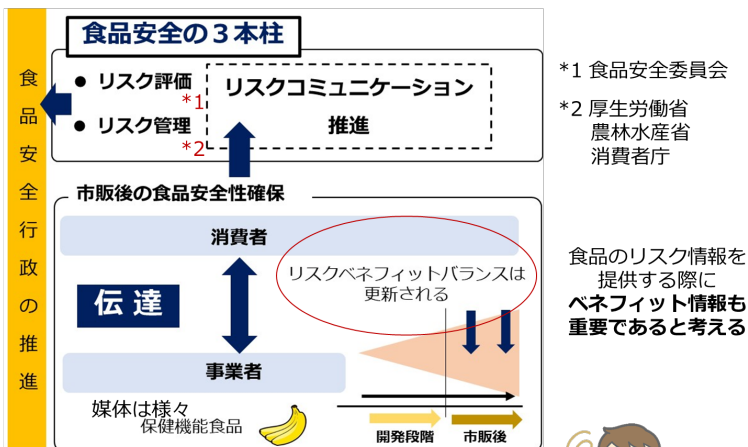 食品安全の３本柱
食品安全行政の推進
● リスク評価
*1
● リスク管理
*2
リスクコミュニケーション
推進
*1 食品安全委員会
*2 厚生労働省
農林水産省
消費者庁
市販後の食品安全性確保
消費者
リスクベネフィットバランスは
更新される
伝達
事業者
媒体は様々
保健機能食品
開発段階
市販後
食品のリスク情報を
提供する際に
ベネフィット情報も
重要であると考える